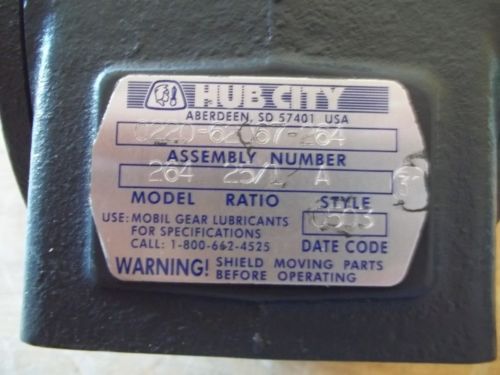 HUB CITY
ABERDEEN, SD 57401 USA
0220-62067-264
ASSEMBLY NUMBER
264 25/1 A
MODEL RATIO STYLE
USE: MOBIL GEAR LUBRICANTS
FOR SPECIFICATIONS
CALL: 1-800-662-4525
0503
DATE CODE
WARNING! SHIELD MOVING PARTS
BEFORE OPERATING